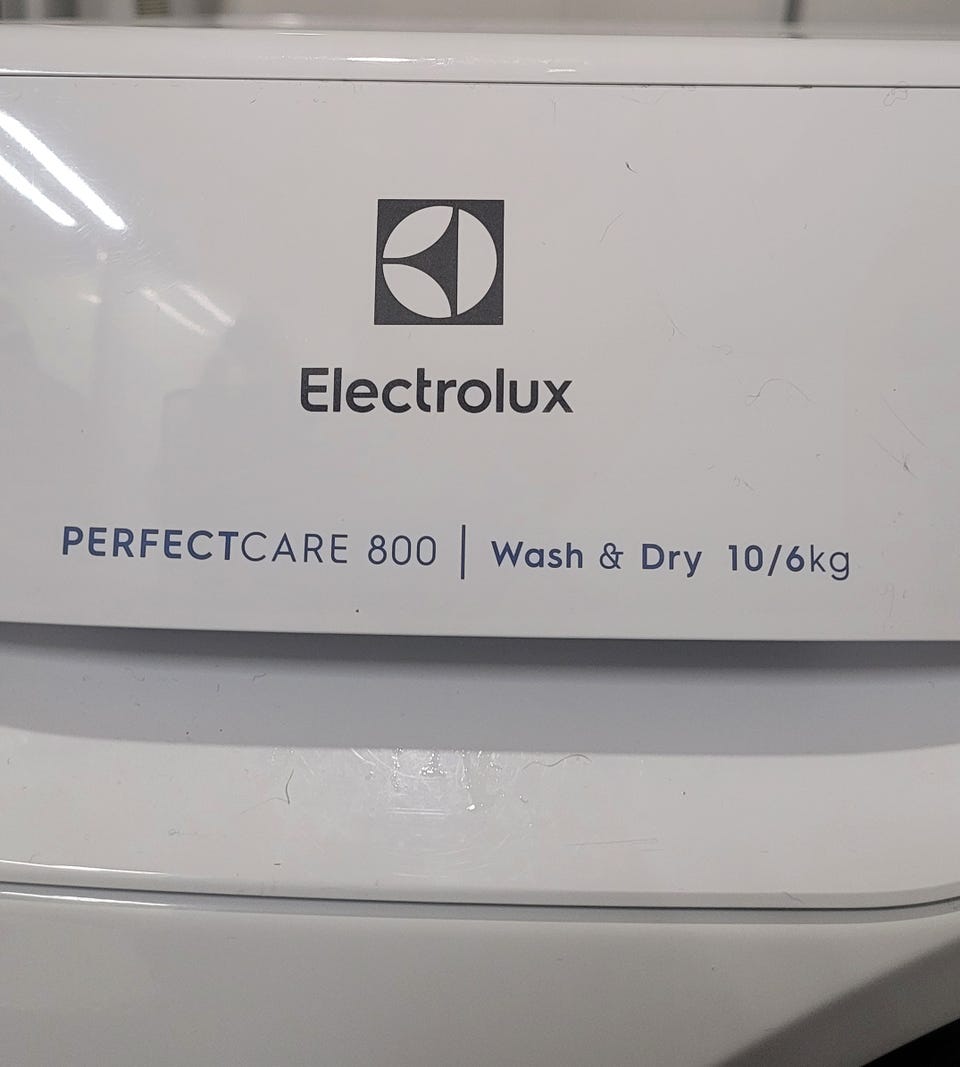 Electrolux
PERFECTCARE 800 | Wash & Dry 10/6kg